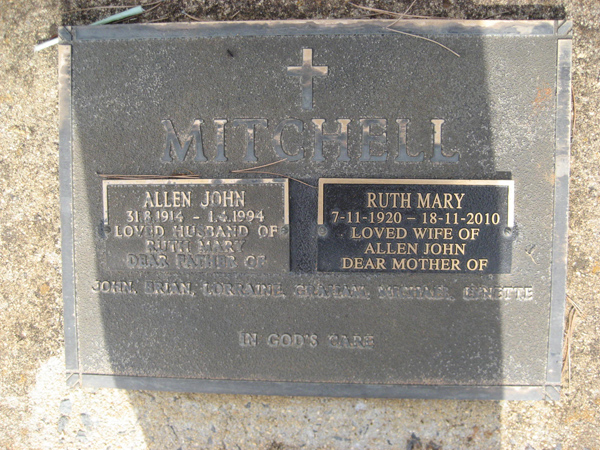 MITCHELL
ALLEN JOHN
31.8.1914 - 1.4.1994
LOVED HUSBAND OF
RUTH MARY
DEAR FATHER OF
RUTH MARY
7-11-1920 - 18-11-2010
LOVED WIFE OF
ALLEN JOHN
DEAR MOTHER OF
JOHN, BRIAN, LORRAINE, LYNETTE
IN GOD'S CARE